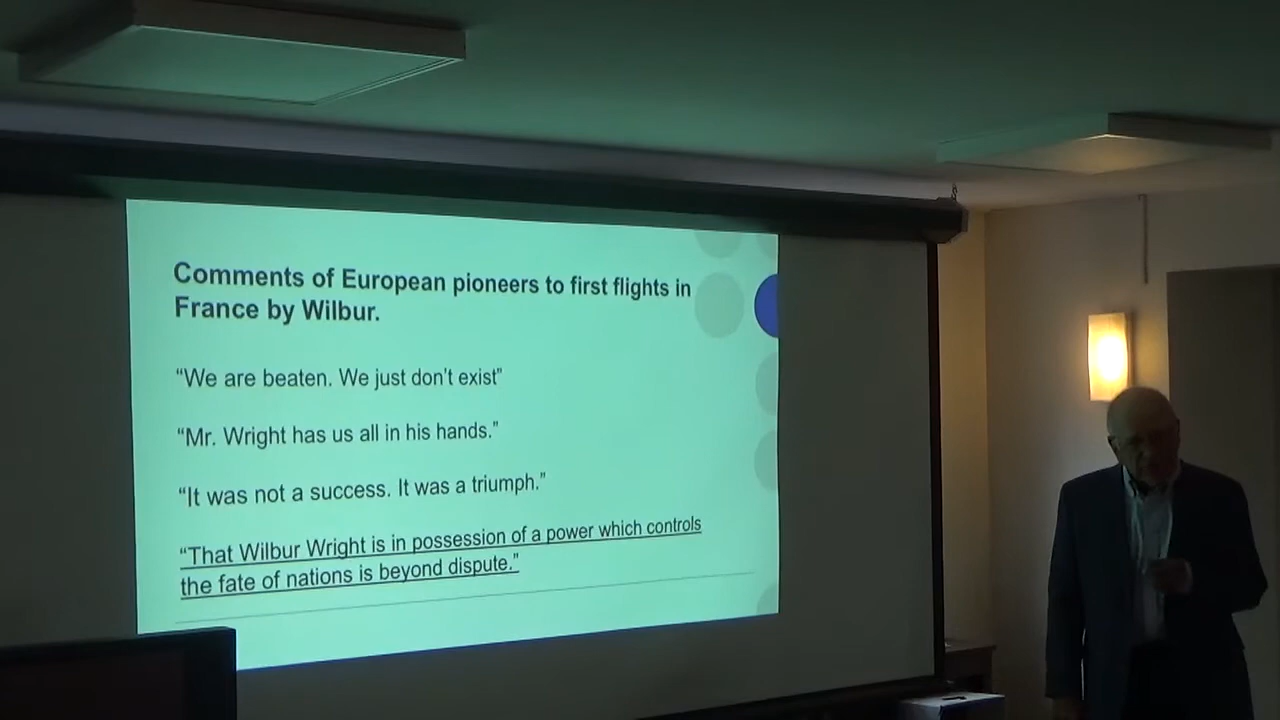 Comments of European pioneers to first flights in
France by Wilbur.
“We are beaten. We just don’t exist”
“Mr. Wright has us all in his hands.”
“It was not a success. It was a triumph.”
“That Wilbur Wright is in possession of a power which controls
the fate of nations is beyond dispute.”